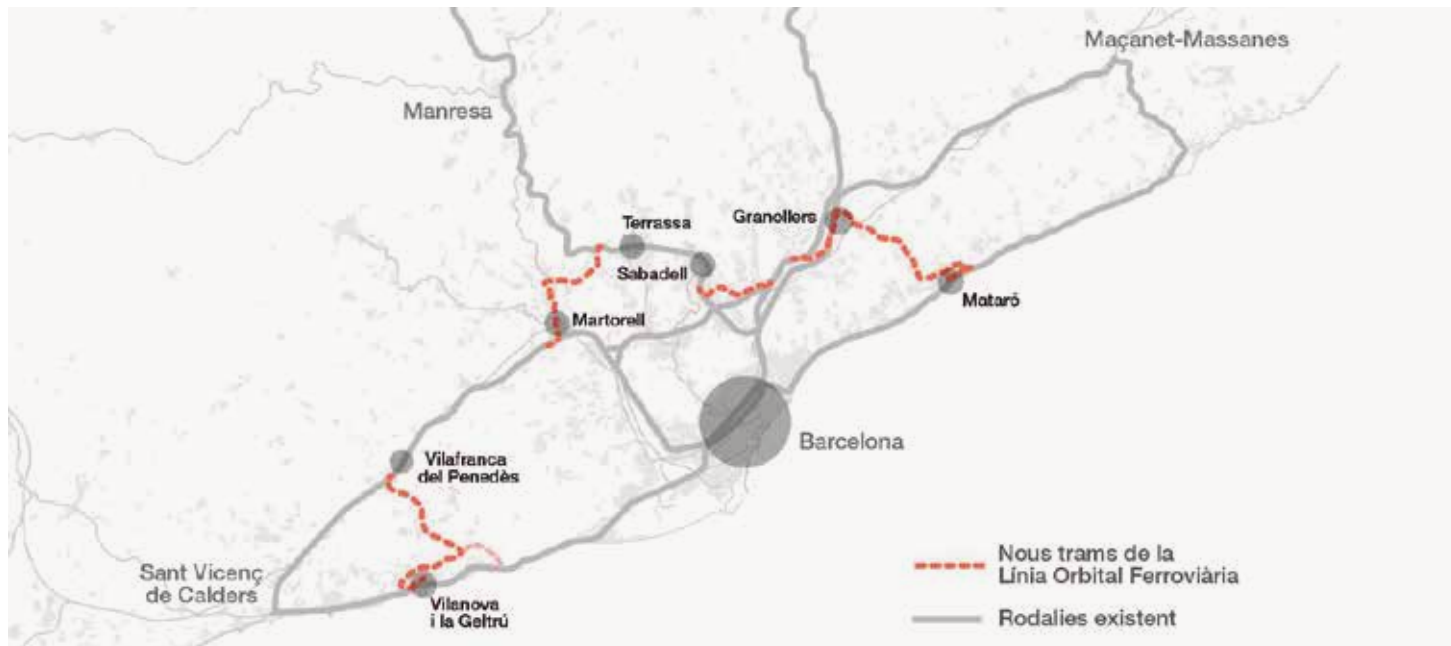 Maçanet-Massanes
Manresa
Granollers
Terrassa
Sabadell
Mataró
Martorell
Barcelona
Vilafranca
del Penedès
Sant Vicenç
de Calders
Vilanova
i la Geltrú
Nous trams de la
Línia Orbital Ferroviària
Rodalies existent